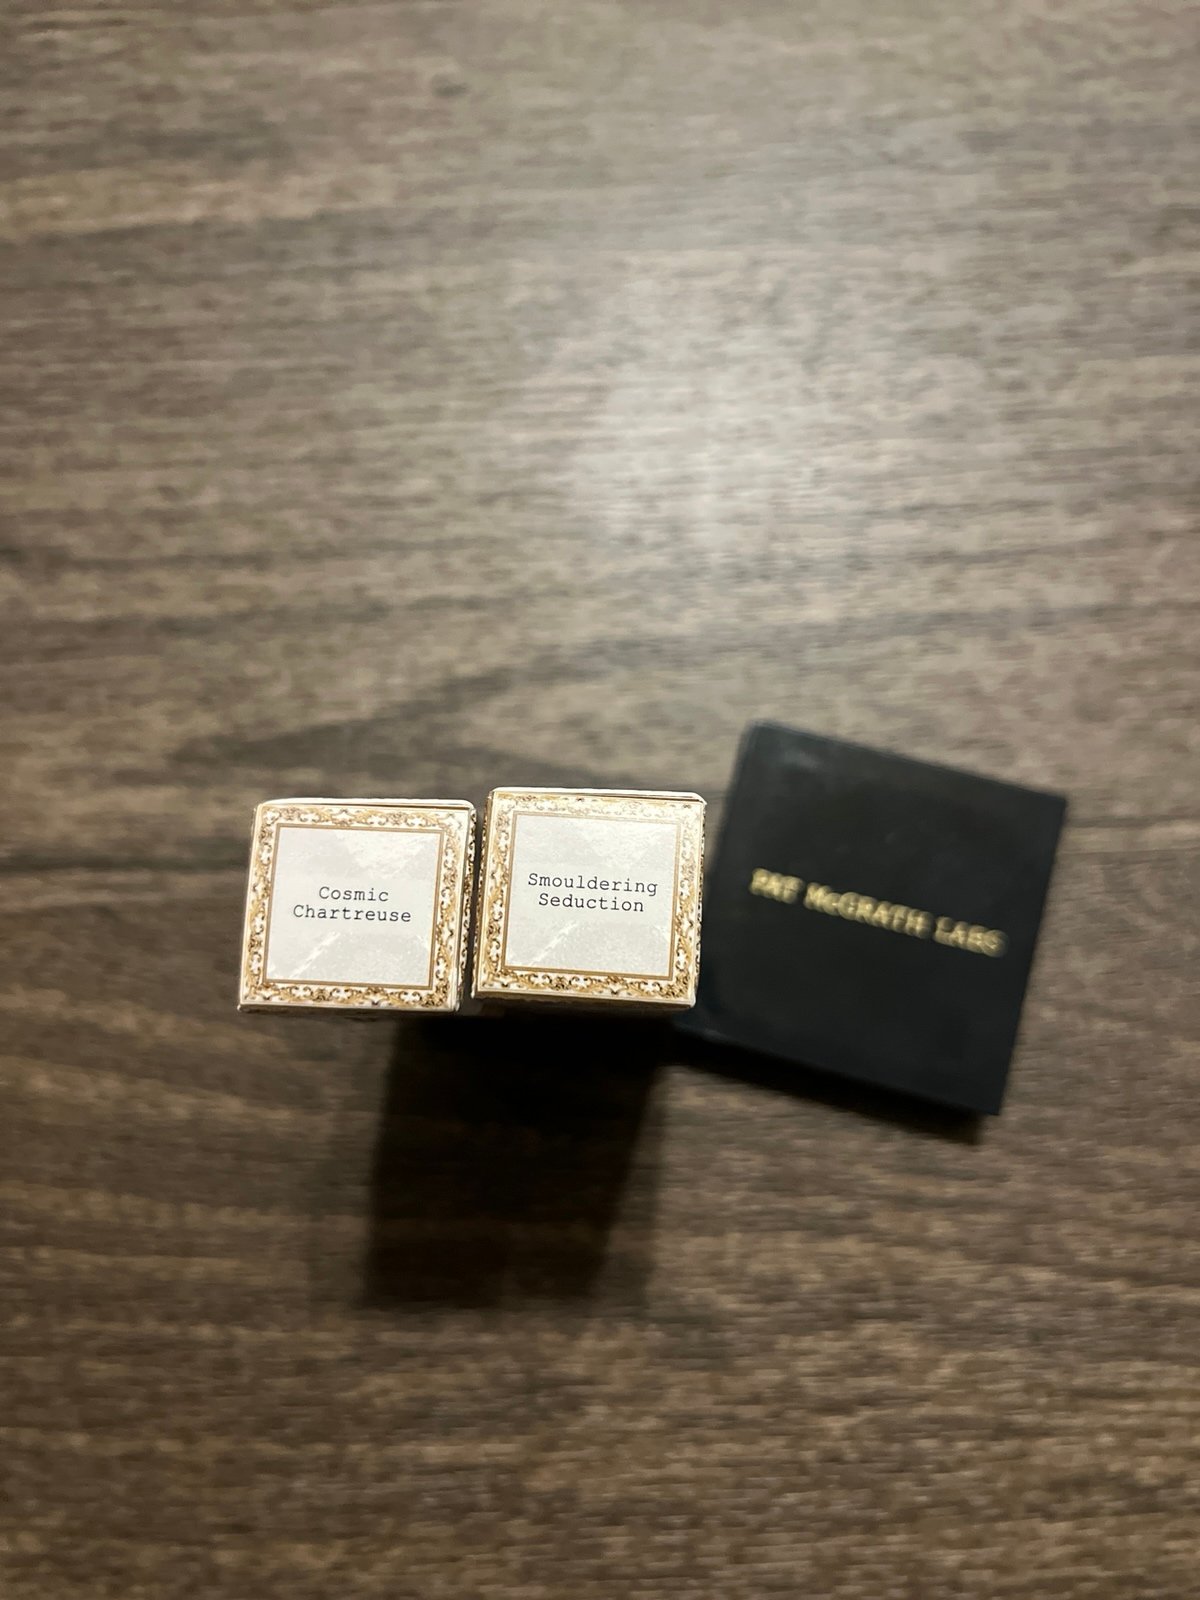 Cosmic
Chartreuse
Smouldering
Seduction
PAT McGRATH LABS